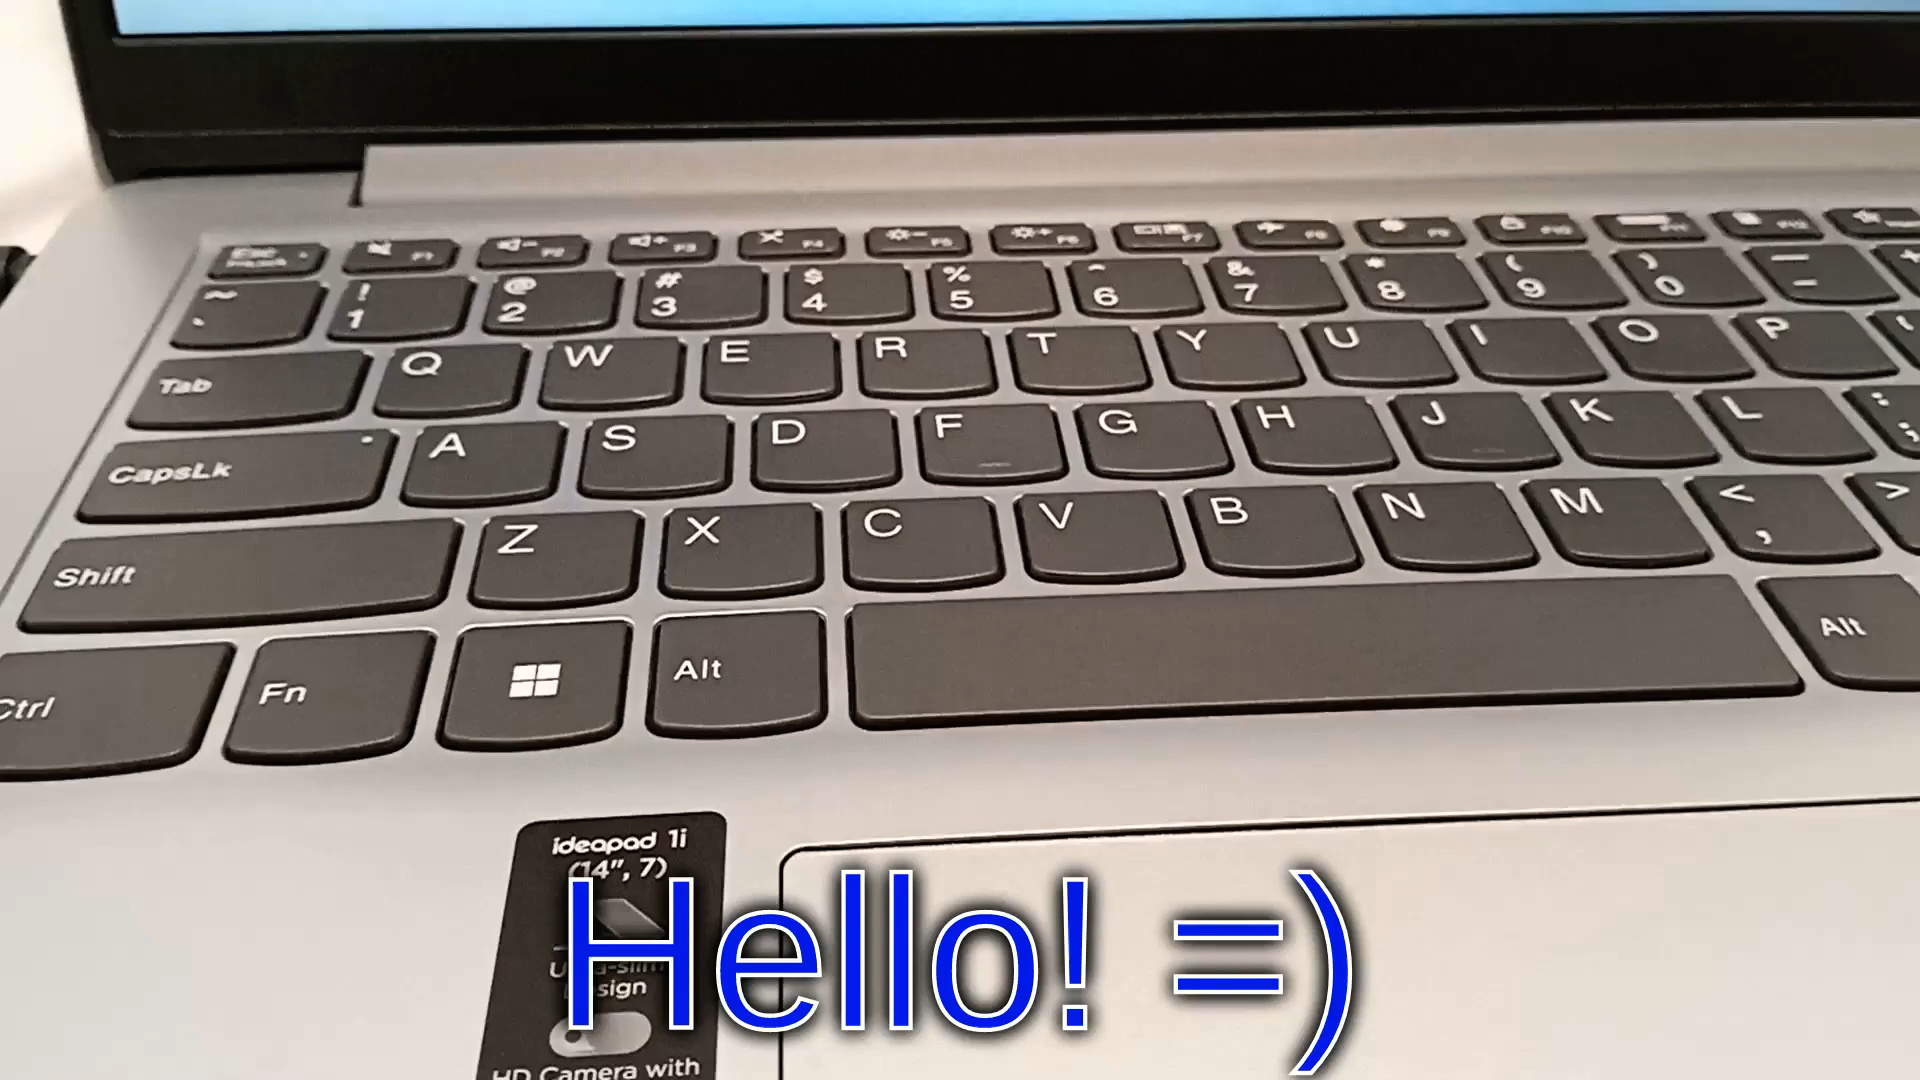 Esc
F1 F2 F3 F4 F5 F6 F7 F8 F9 F10 F11 F12
~ ! @ # $ % ^ & * ( ) _ +
` 1 2 3 4 5 6 7 8 9 0 -
Tab Q W E R T Y U I O P
CapsLk A S D F G H J K L : ;
Shift Z X C V B N M < , >
Ctrl Fn Alt Alt
ideapad 1i
(14", 7)
Design
HD Camera with
Hello! =)